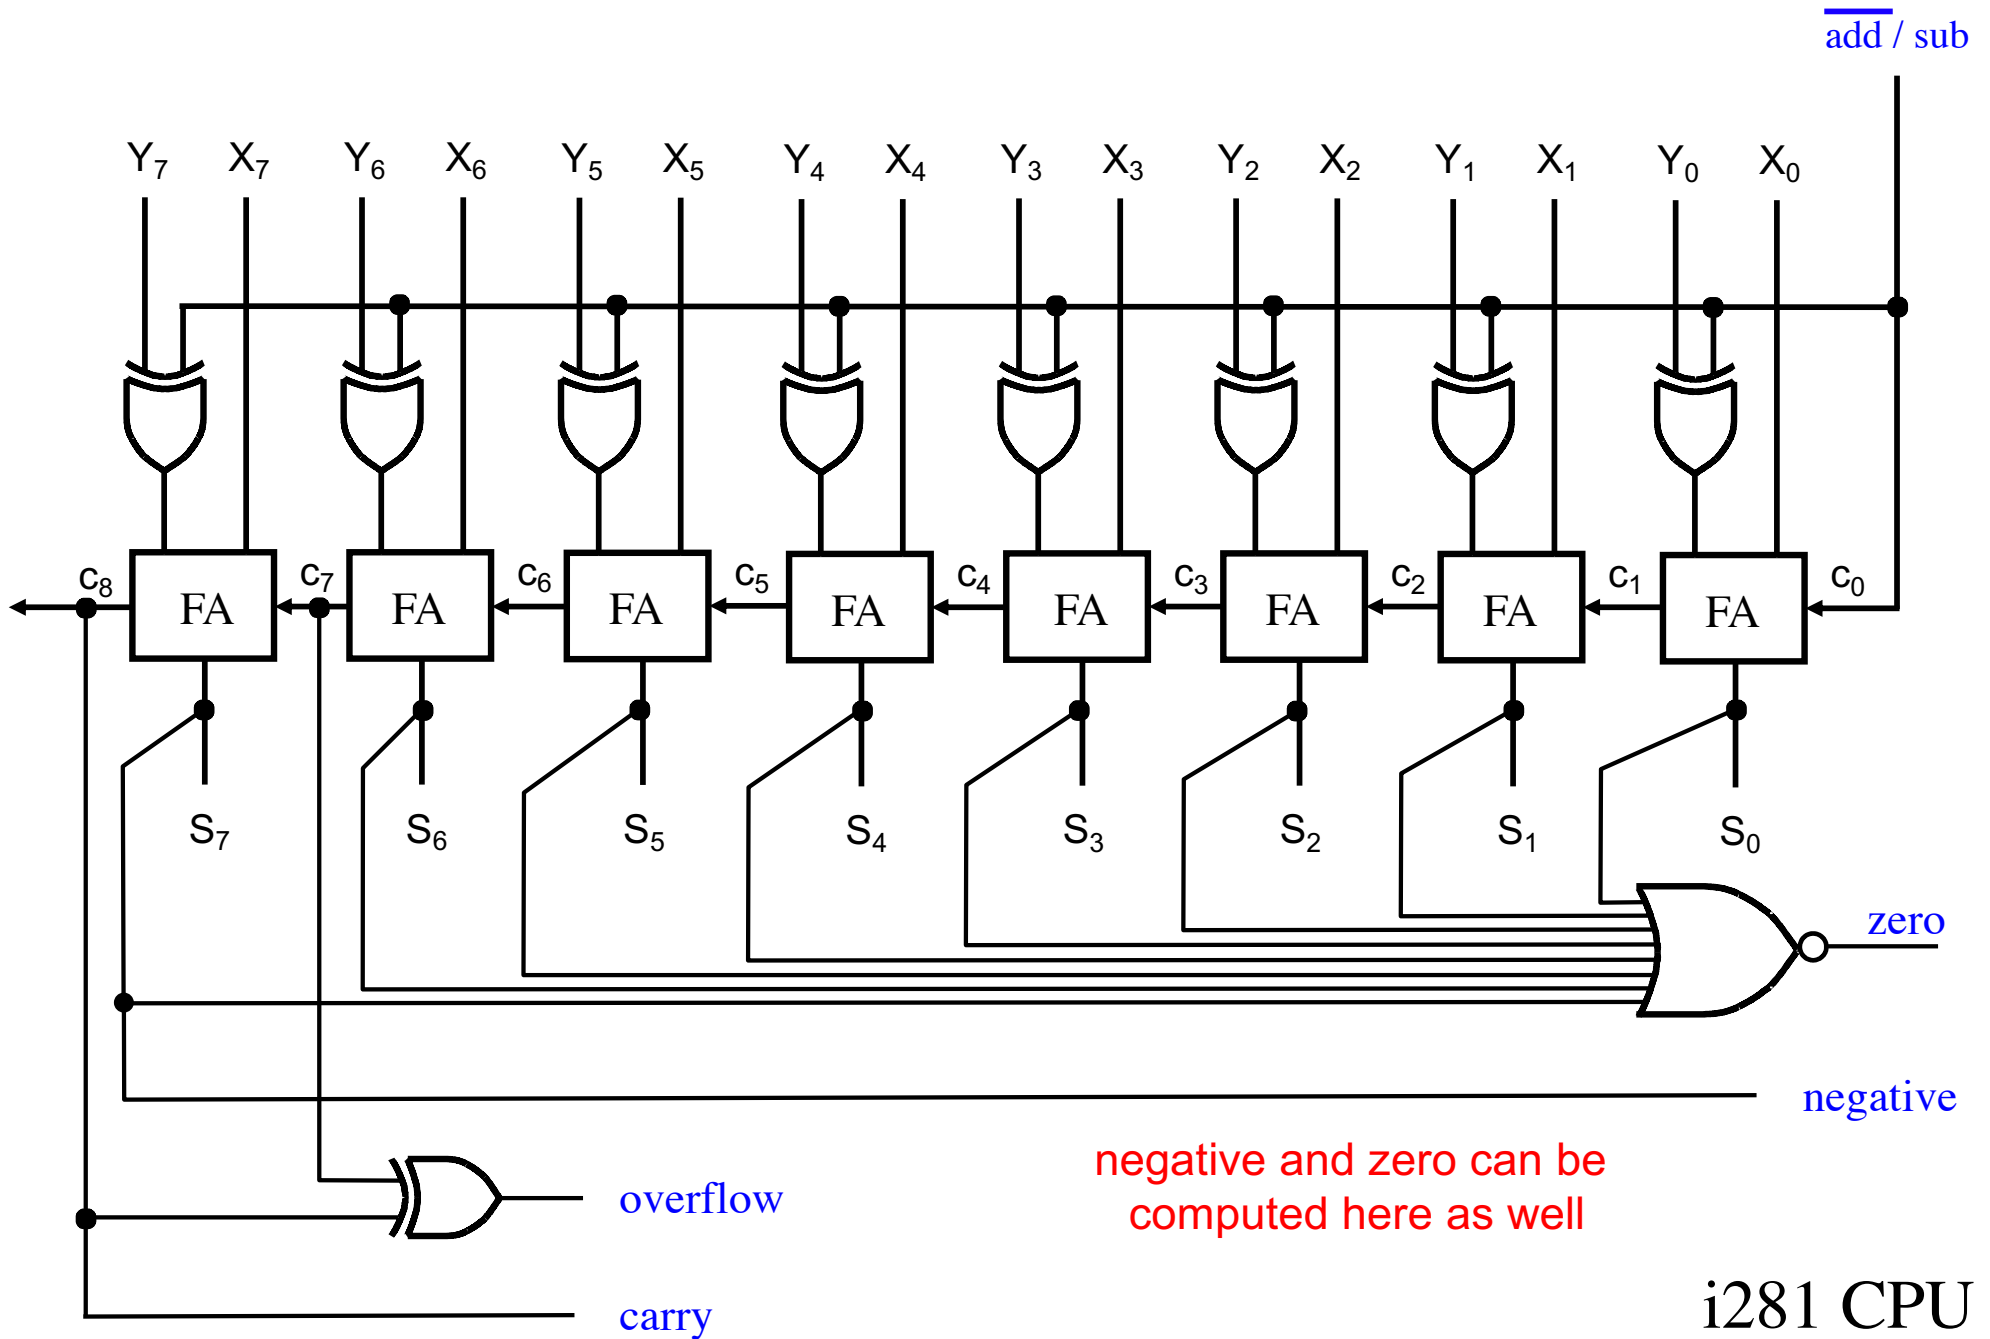 add / sub
Y7 X7 Y6 X6 Y5 X5 Y4 X4 Y3 X3 Y2 X2 Y1 X1 Y0 X0
c8 FA c7 FA c6 FA c5 FA c4 FA c3 FA c2 FA c1 FA c0
S7 S6 S5 S4 S3 S2 S1 S0
zero
negative
negative and zero can be
computed here as well
overflow
carry
i281 CPU